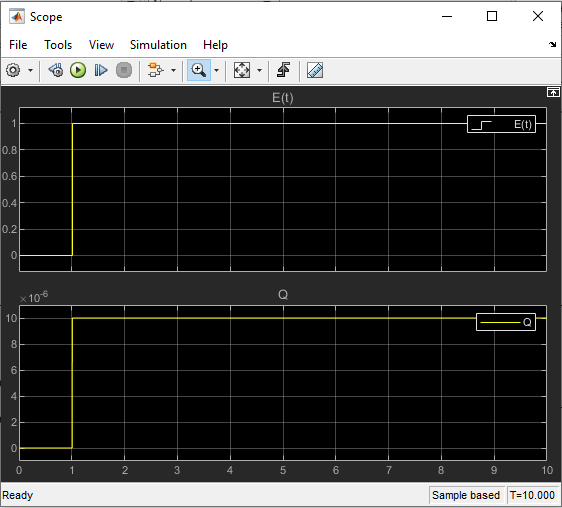 Scope
File Tools View Simulation Help
E(t)
E(t)
1
0.8
0.6
0.4
0.2
0
×10⁻⁶
Q
Q
10
8
6
4
2
0
0 1 2 3 4 5 6 7 8 9 10
Ready Sample based T=10.000